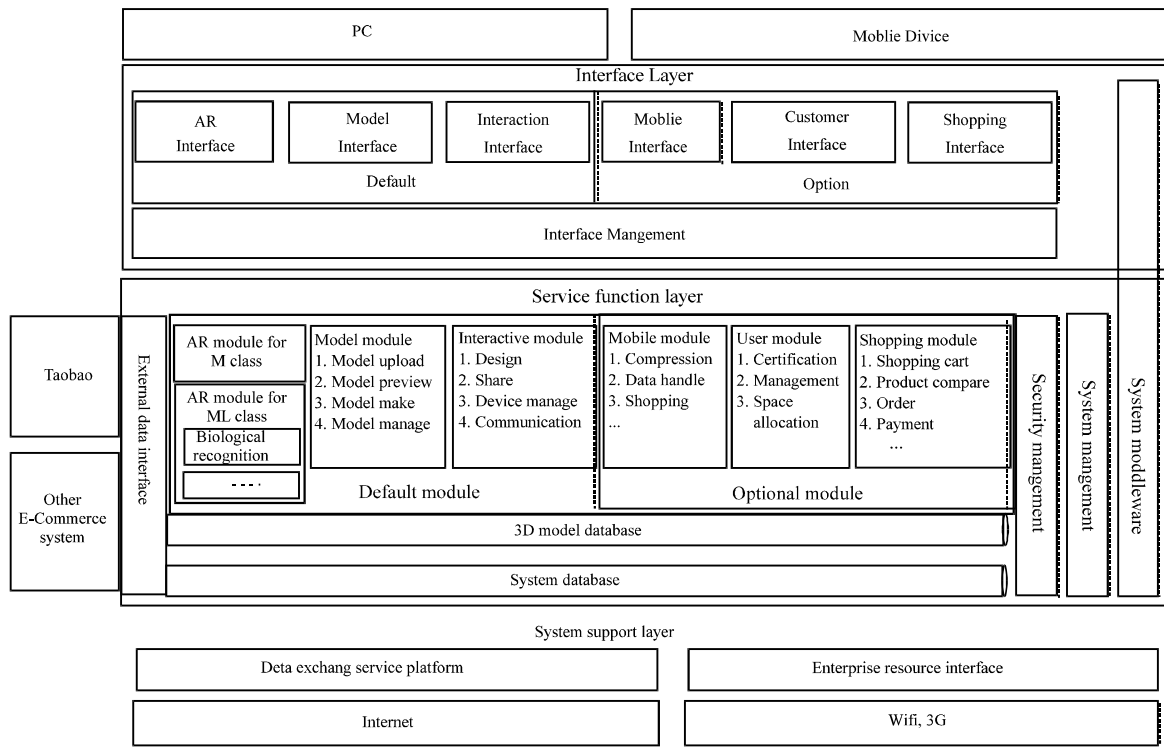 PC
Moblie Divice
Interface Layer
AR
Interface
Model
Interface
Interaction
Interface
Moblie
Interface
Customer
Interface
Shopping
Interface
Default
Option
Interface Mangement
Service function layer
Taobao
Other
E-Commerce
system
External data interface
AR module for
M class
AR module for
ML class
Biological
recognition
....
Model module
1. Model upload
2. Model preview
3. Model make
4. Model manage
Interactive module
1. Design
2. Share
3. Device manage
4. Communication
Default module
Mobile module
1. Compression
2. Data handle
3. Shopping
...
User module
1. Certification
2. Management
3. Space
allocation
Shopping module
1. Shopping cart
2. Product compare
3. Order
4. Payment
...
Optional module
3D model database
System database
Security mangement
System mangement
System moddleware
System support layer
Deta exchang service platform
Enterprise resource interface
Internet
Wifi, 3G